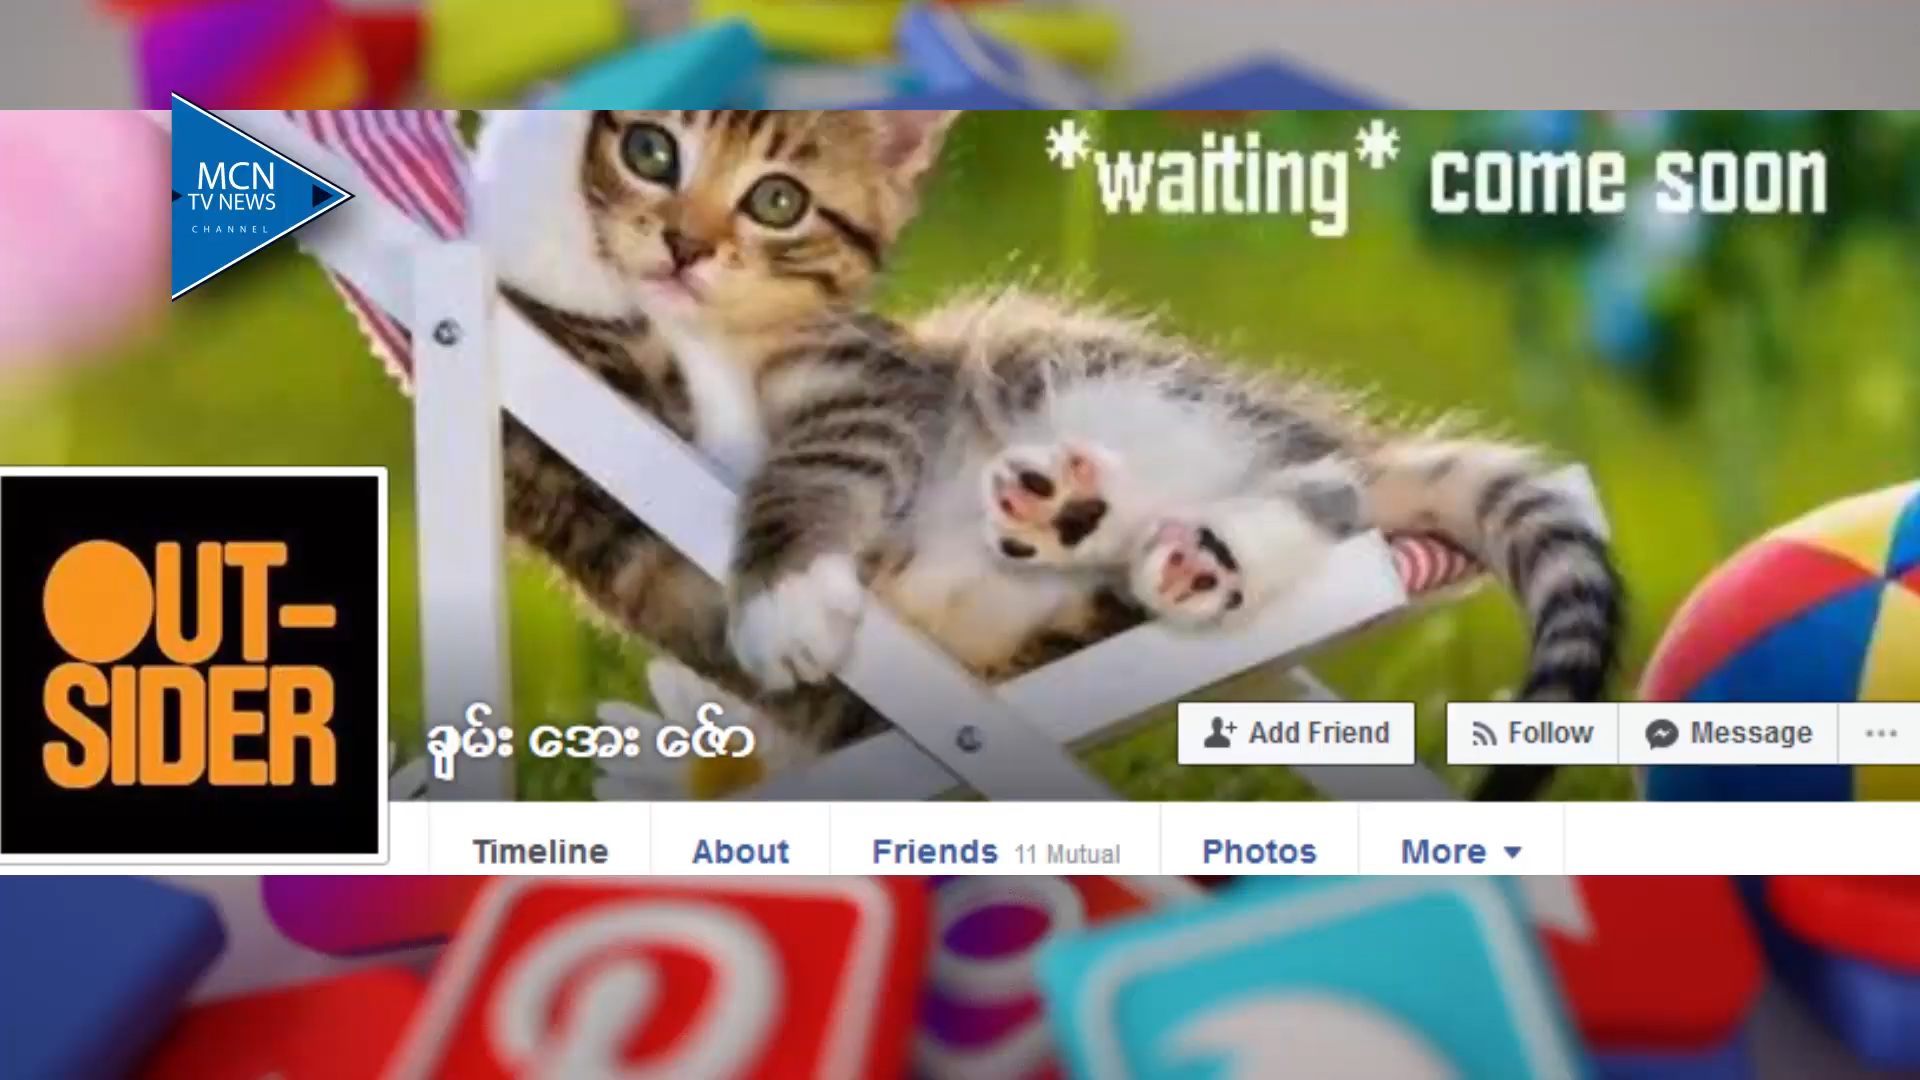 *waiting* come soon
MCN
TV NEWS
CHANNEL
OUT-
SIDER
ခွမ်း အေး ဇော်
Add Friend
Follow
Message
Timeline
About
Friends 11 Mutual
Photos
More